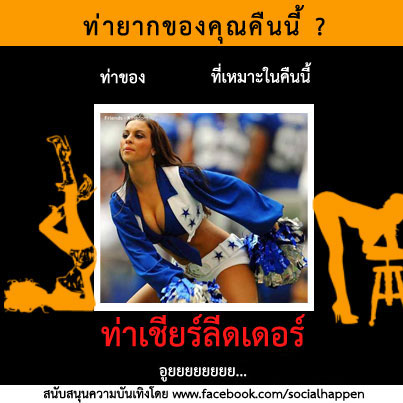 ท่ายากของคุณคืนนี้ ?
ท่าของ ที่เหมาะในคืนนี้
ท่าเชียร์ลีดเดอร์
อูยยยยยยยย...
สนับสนุนความบันเทิงโดย www.facebook.com/socialhappen